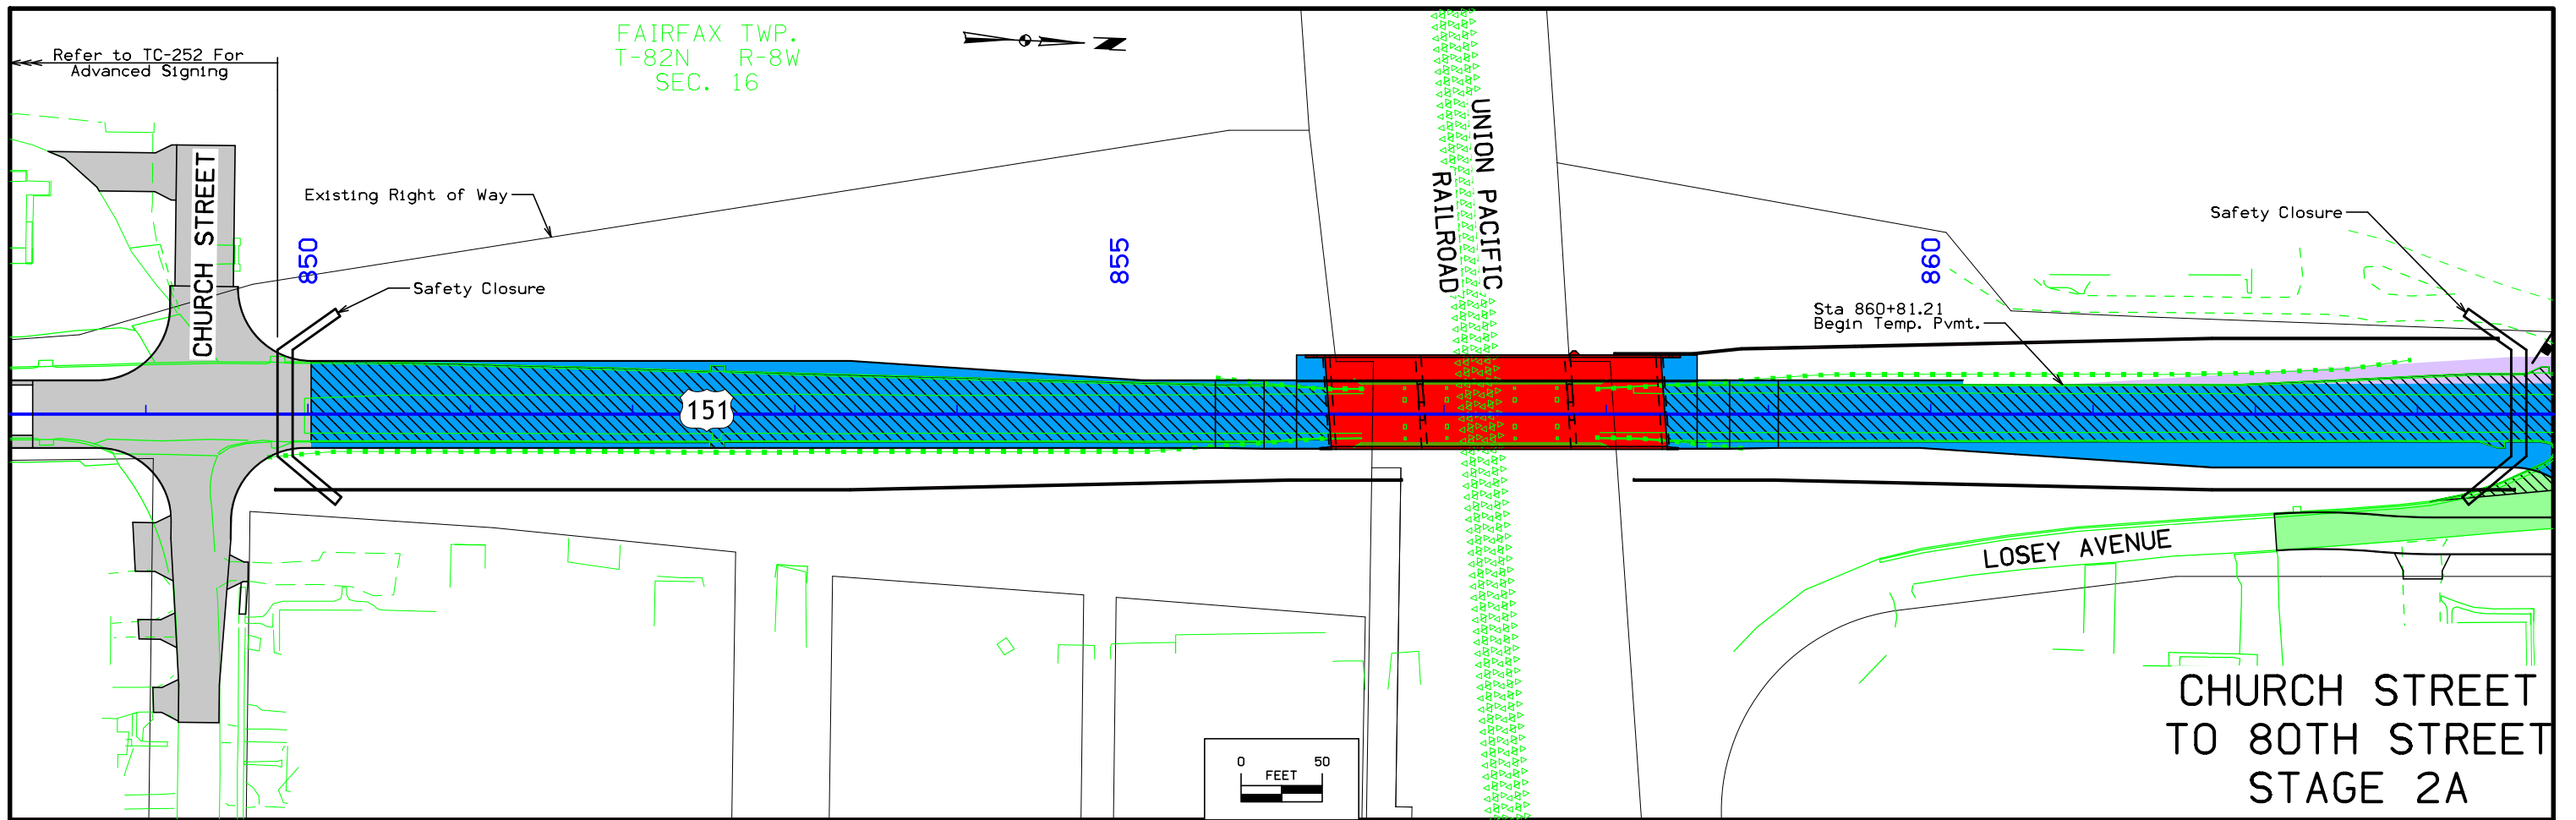 Refer to TC-252 For
Advanced Signing
FAIRFAX TWP.
T-82N R-8W
SEC. 16
N
CHURCH STREET
Existing Right of Way
Safety Closure
850
855
UNION PACIFIC
RAILROAD
860
Safety Closure
Sta 860+81.21
Begin Temp. Pvmt.
151
LOSEY AVENUE
0 50
FEET
CHURCH STREET
TO 80TH STREET
STAGE 2A